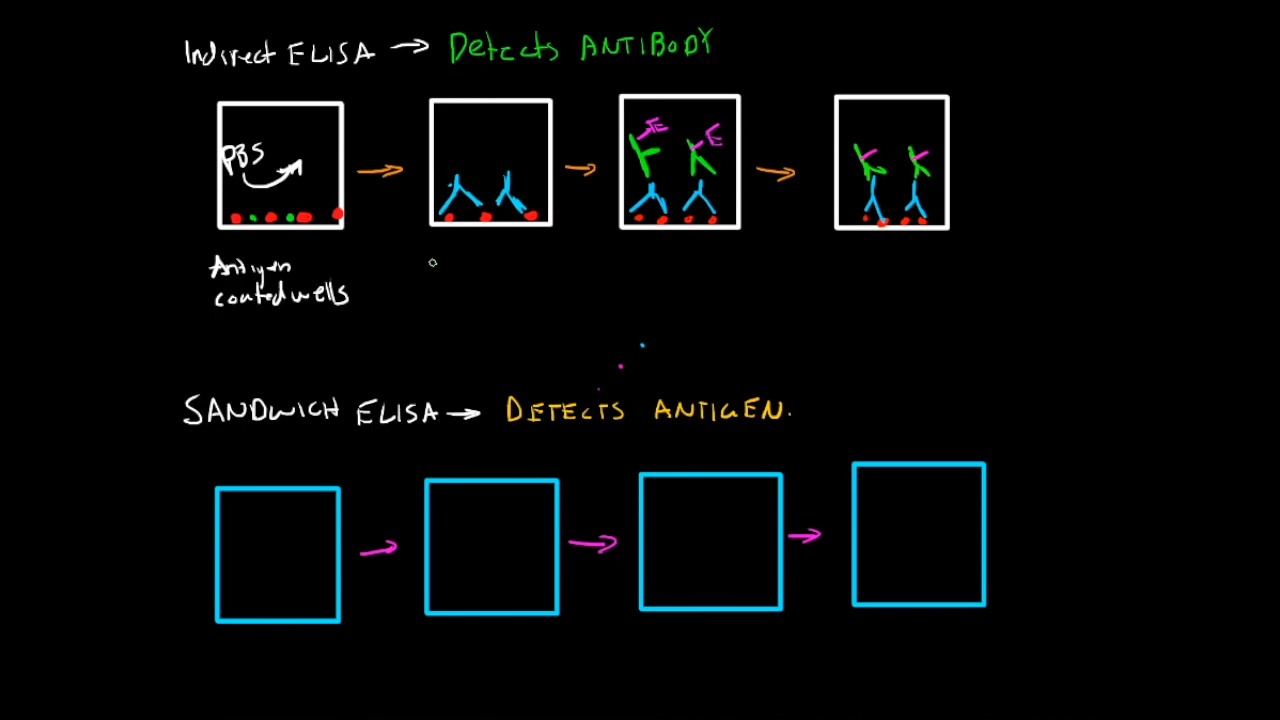 Indirect ELISA → Detects ANTIBODY
PBS
E
E
Antigen
coated wells
SANDWICH ELISA → DETECTS ANTIGEN.